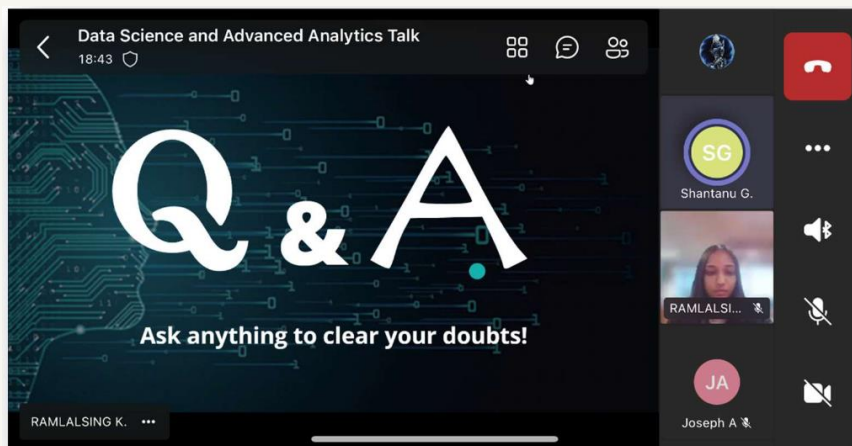 Data Science and Advanced Analytics Talk
18:43
Q & A
Ask anything to clear your doubts!
RAMLALSING K.
SG
Shantanu G.
RAMLALSI...
JA
Joseph A